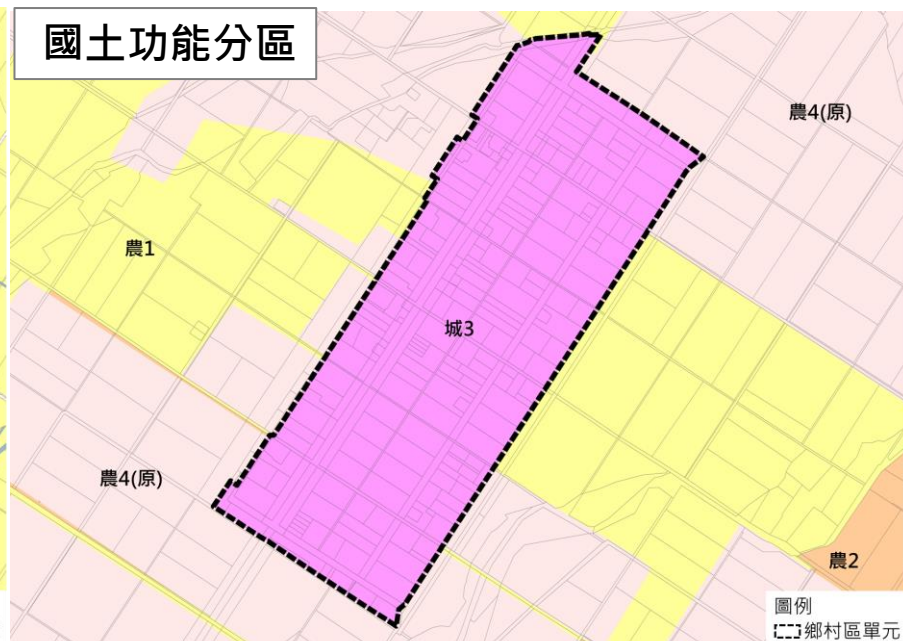 國土功能分區
農4(原)
農1
城3
農4(原)
農2
圖例
鄉村區單元